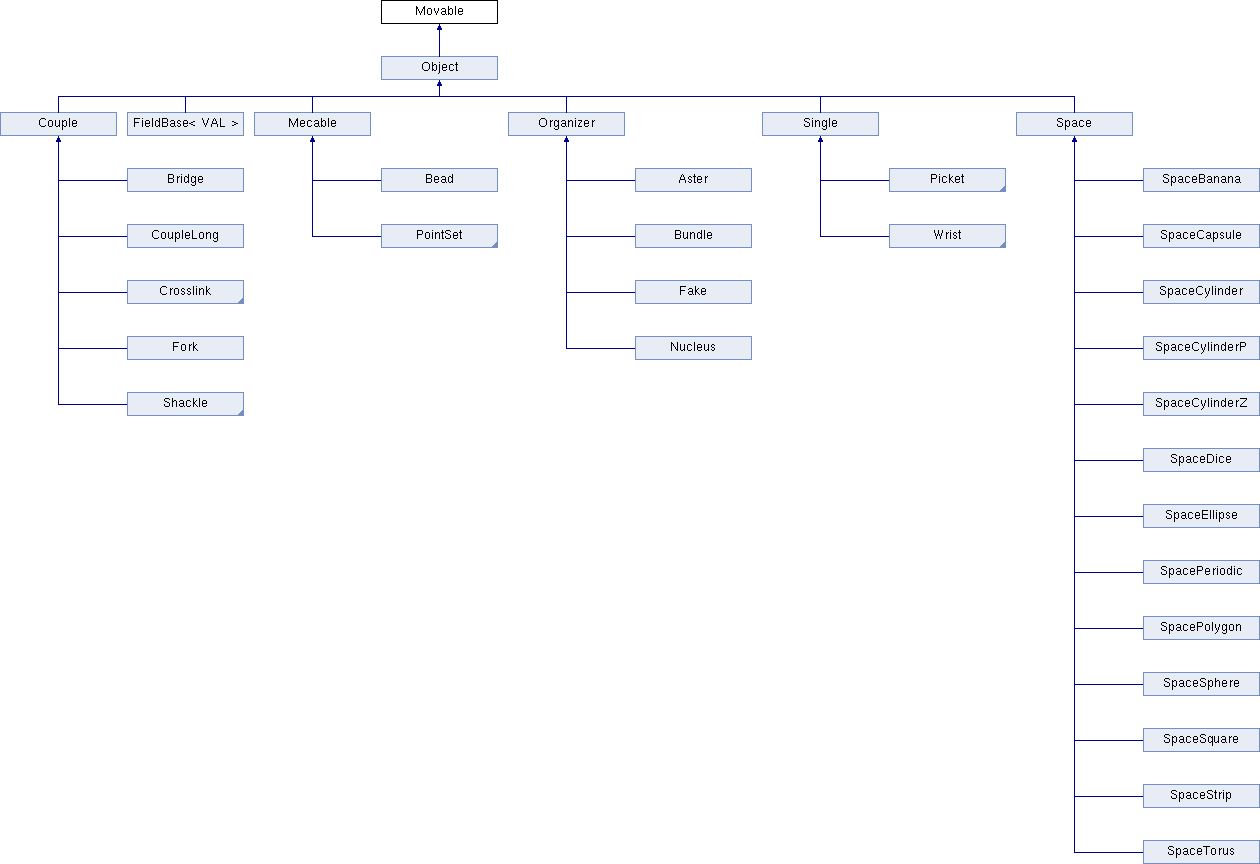 Movable
Object
Couple
FieldBase< VAL >
Mecable
Organizer
Single
Space
Bridge
Bead
Aster
Picket
SpaceBanana
CoupleLong
PointSet
Bundle
Wrist
SpaceCapsule
Crosslink
Fake
SpaceCylinder
Fork
Nucleus
SpaceCylinderP
Shackle
SpaceCylinderZ
SpaceDice
SpaceEllipse
SpacePeriodic
SpacePolygon
SpaceSphere
SpaceSquare
SpaceStrip
SpaceTorus